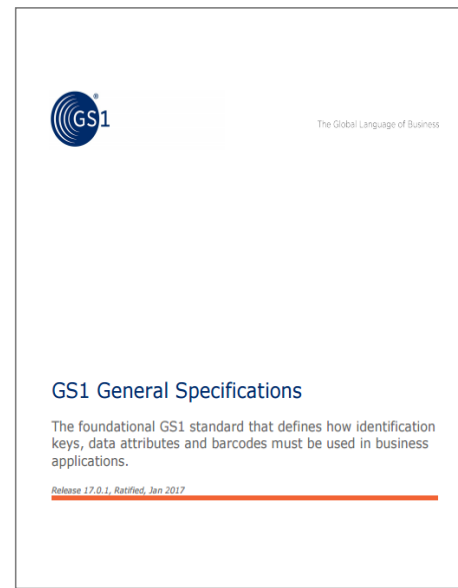 GS1
®
The Global Language of Business
GS1 General Specifications
The foundational GS1 standard that defines how identification
keys, data attributes and barcodes must be used in business
applications.
Release 17.0.1, Ratified, Jan 2017